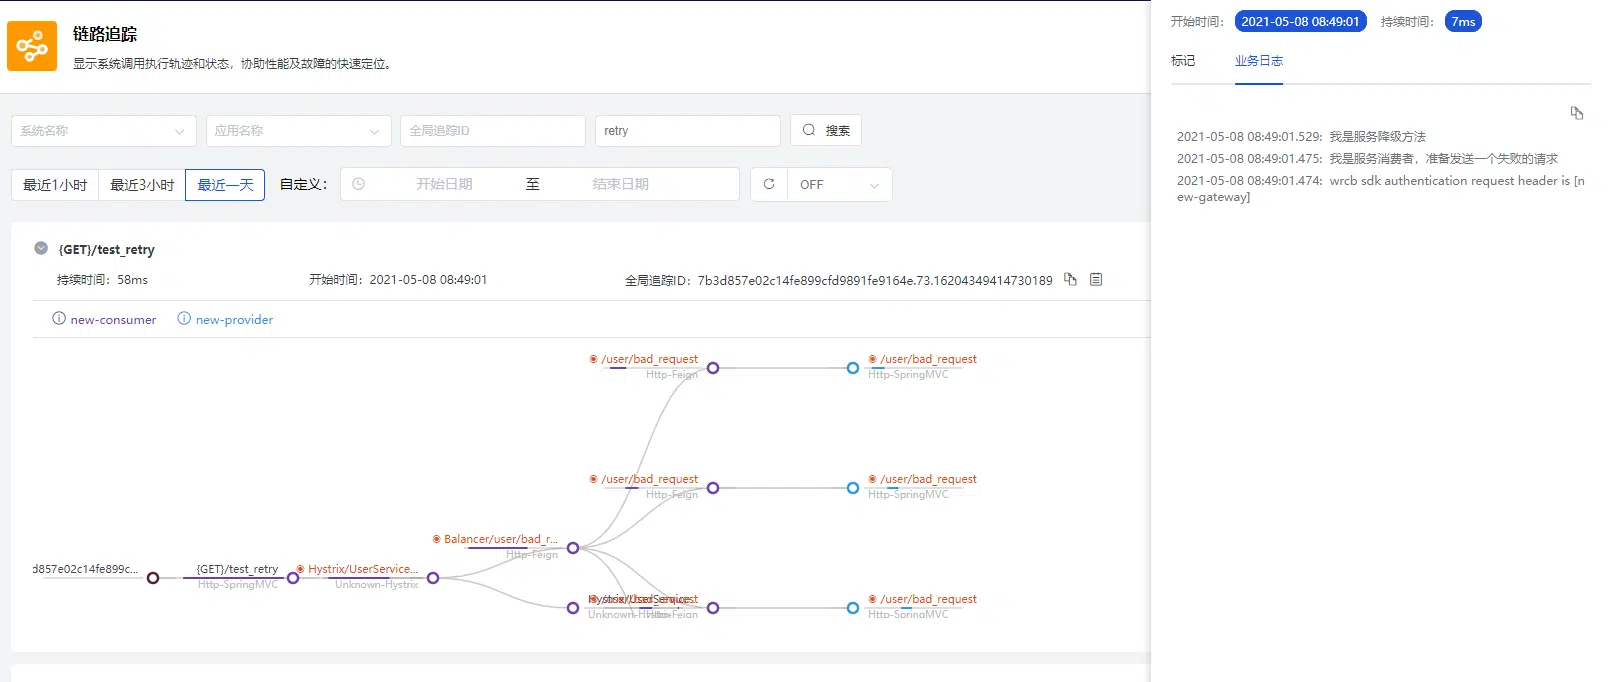 链路追踪
显示系统调用执行轨迹和状态，协助性能及故障的快速定位。
系统名称
应用名称
全局追踪ID
retry
搜索
最近1小时
最近3小时
最近一天
自定义：
开始日期
至
结束日期
OFF
{GET}/test_retry
持续时间：58ms
开始时间：2021-05-08 08:49:01
全局追踪ID：7b3d857e02c14fe899cfd9891fe9164e.73.16204349414730189
new-consumer
new-provider
/user/bad_request
Http-Feign
/user/bad_request
Http-SpringMVC
/user/bad_request
Http-Feign
/user/bad_request
Http-SpringMVC
Balancer/user/bad_r...
Http-Feign
d857e02c14fe899c...
{GET}/test_retry
Http-SpringMVC
Hystrix/UserService...
Unknown-Hystrix
Hystrix/UserService...
Http-Feign
/user/bad_request
Http-SpringMVC
开始时间：
2021-05-08 08:49:01
持续时间：
7ms
标记
业务日志
2021-05-08 08:49:01.529: 我是服务降级方法
2021-05-08 08:49:01.475: 我是服务消费者，准备发送一个失败的请求
2021-05-08 08:49:01.474: wrcb sdk authentication request header is [n
ew-gateway]